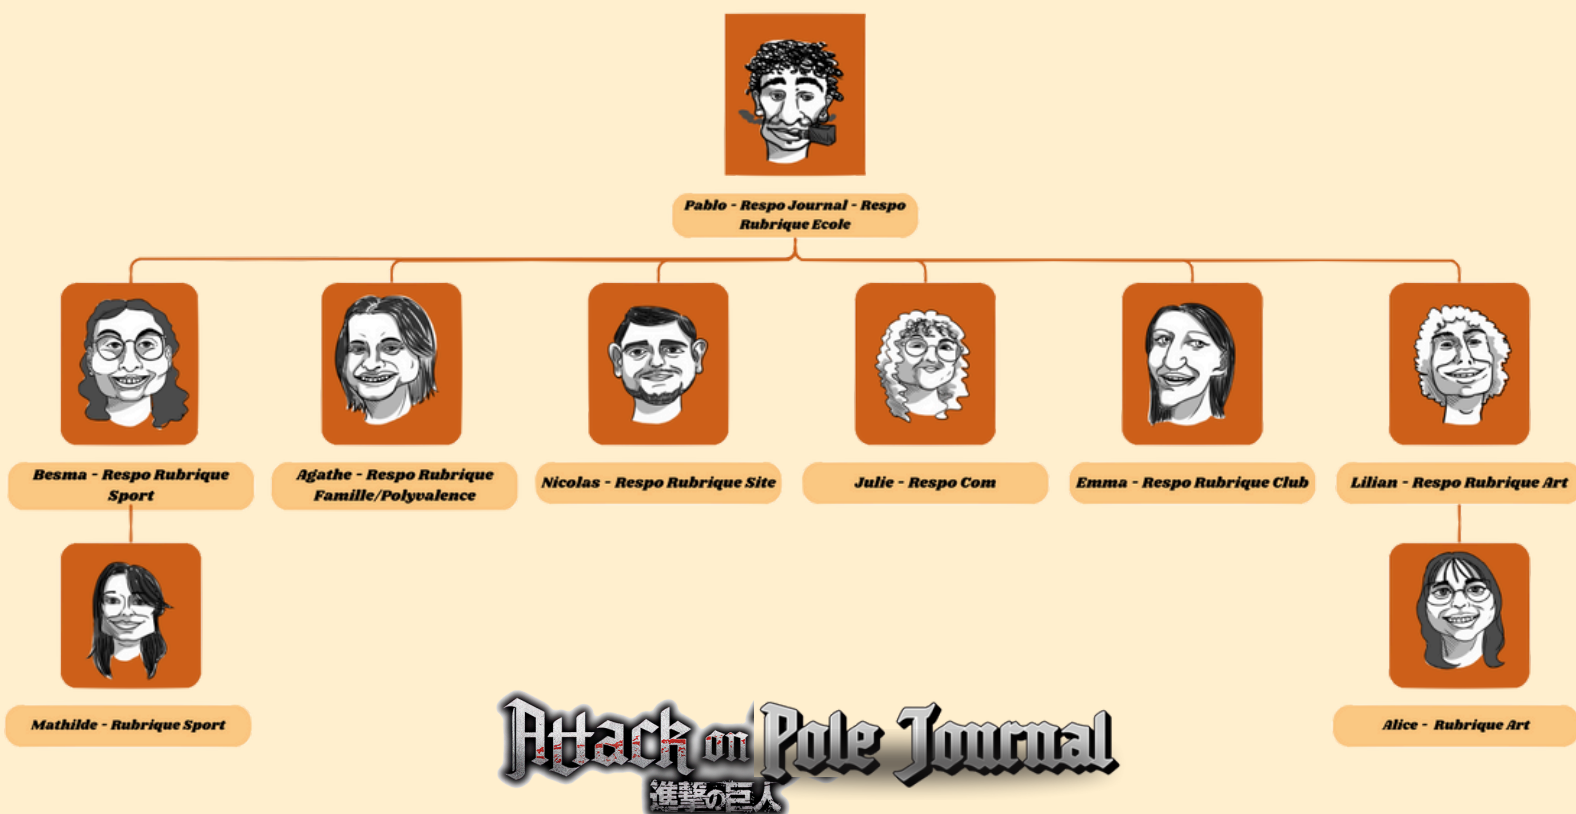 Pablo - Respo Journal - Respo
Rubrique Ecole
Besma - Respo Rubrique
Sport
Agathe - Respo Rubrique
Famille/Polyvalence
Nicolas - Respo Rubrique Site
Julie - Respo Com
Emma - Respo Rubrique Club
Lilian - Respo Rubrique Art
Mathilde - Rubrique Sport
Alice - Rubrique Art
Attack on Pole Journal
進撃の巨人